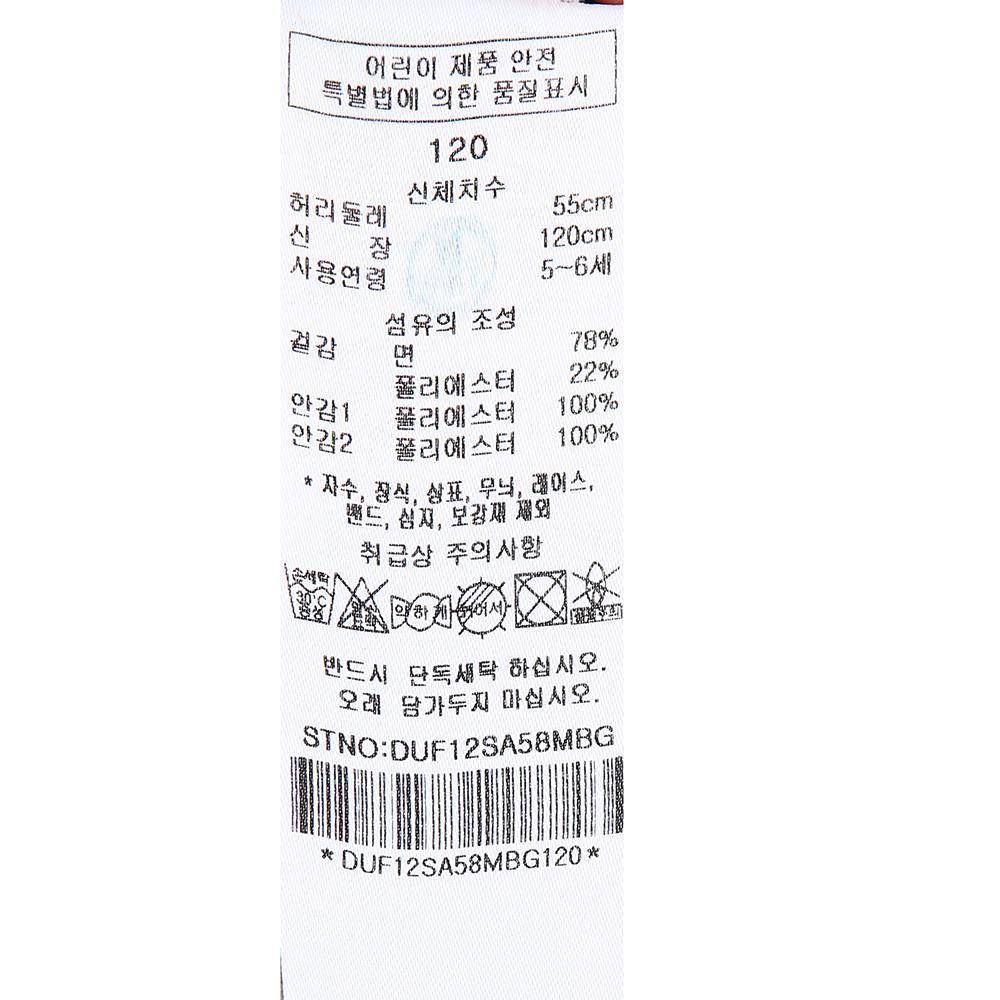 어린이 제품 안전
특별법에 의한 품질표시
120
신체치수
허리둘레 55cm
신 장 120cm
사용연령 5~6세
섬유의 조성
겉감 면 78%
폴리에스터 22%
안감1 폴리에스터 100%
안감2 폴리에스터 100%
* 자수, 장식, 상표, 무늬, 레이스,
밴드, 심지, 보강재 제외
취급상 주의사항
손세탁
30°C
중성
약하게
반드시 단독세탁 하십시오.
오래 담가두지 마십시오.
STNO:DUF12SA58MBG
*DUF12SA58MBG120*